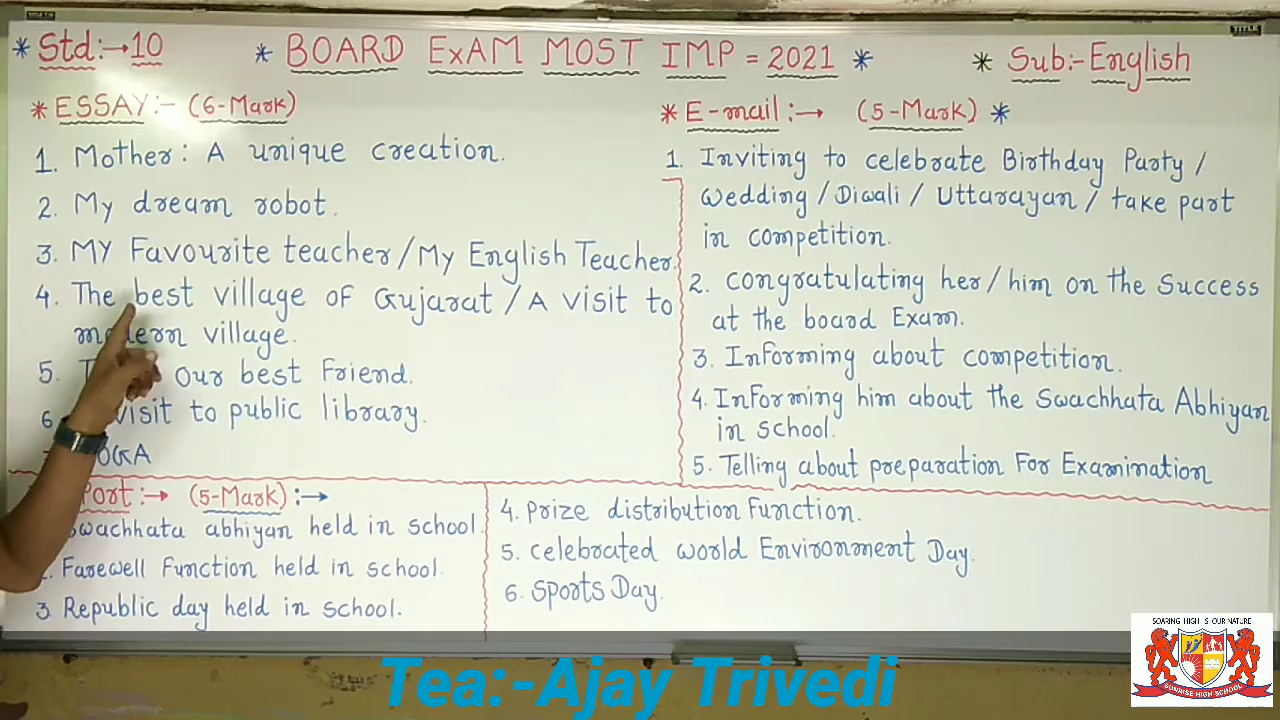 * Std:→10 * BOARD EXAM MOST IMP = 2021 * * Sub:- English
* ESSAY:- (6-Mark)
1. Mother: A unique creation.
2. My dream robot.
3. MY Favourite teacher/My English Teacher.
4. The best village of Gujarat / A visit to
modern village.
5. Our best Friend.
6. visit to public library.
* E-mail:→ (5-Mark) *
1. Inviting to celebrate Birthday Party /
wedding / Diwali / Uttarayan / take part
in competition.
2. congratulating her/him on the Success
at the board Exam.
3. Informing about competition.
4. Informing him about the Swachhata Abhiyan
in school.
5. Telling about preparation For Examination
Port:→ (5-Mark):→
Swachhata abhiyan held in school.
2. Farewell Function held in school.
3. Republic day held in school.
4. Prize distribution Function.
5. celebrated world Environment Day.
6. Sports Day.
SOARING HIGH IS OUR NATURE
SUNRISE HIGH SCHOOL
Tea:-Ajay Trivedi